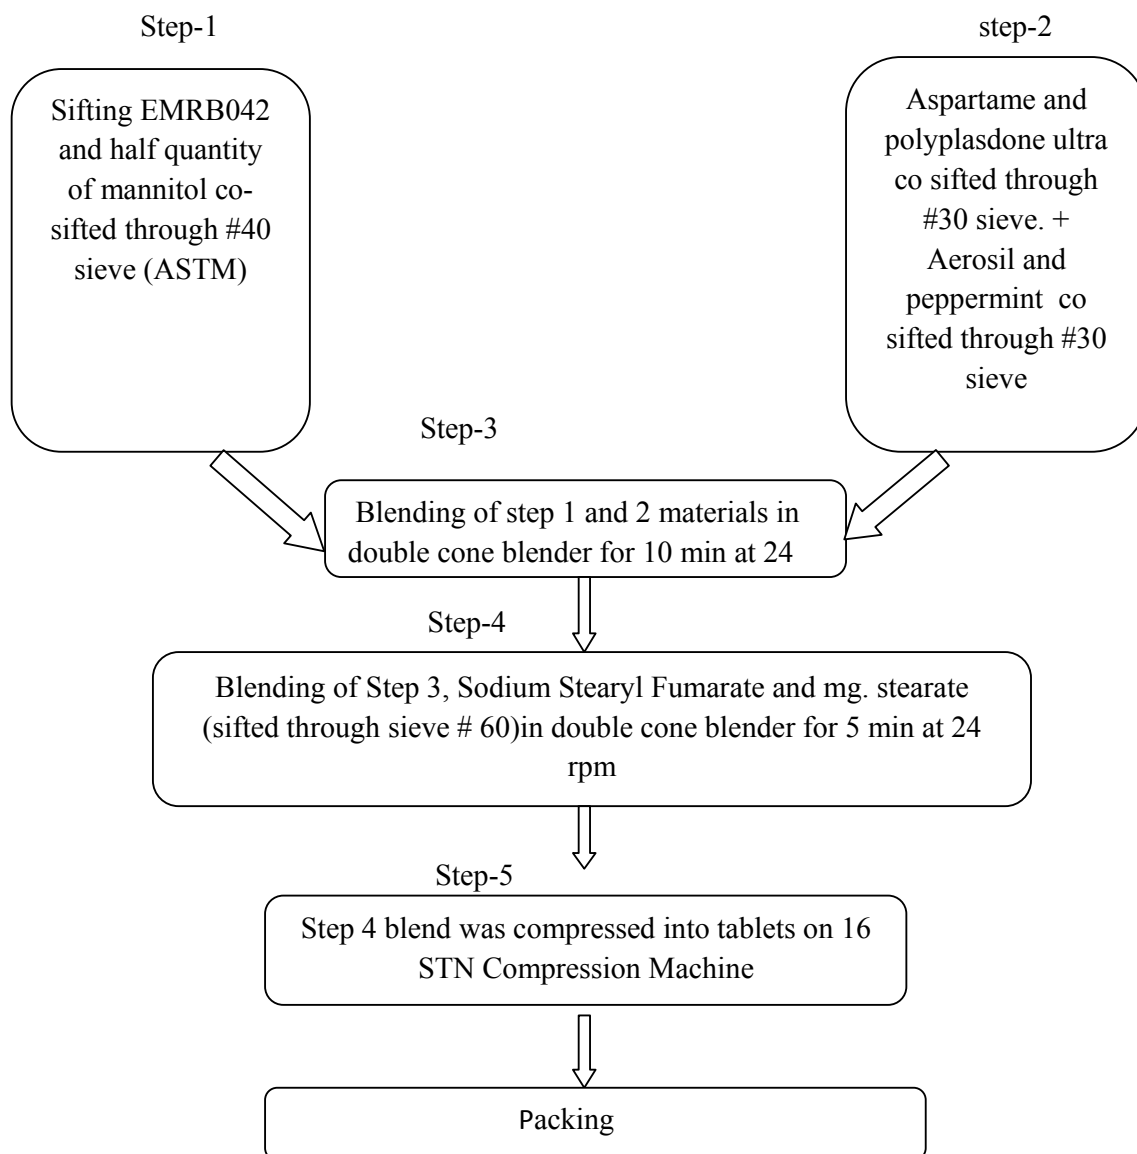 Step-1
Sifting EMRB042
and half quantity
of mannitol co-
sifted through #40
sieve (ASTM)
step-2
Aspartame and
polyplasdone ultra
co sifted through
#30 sieve. +
Aerosil and
peppermint co
sifted through #30
sieve
Step-3
Blending of step 1 and 2 materials in
double cone blender for 10 min at 24
Step-4
Blending of Step 3, Sodium Stearyl Fumarate and mg. stearate
(sifted through sieve # 60)in double cone blender for 5 min at 24
rpm
Step-5
Step 4 blend was compressed into tablets on 16
STN Compression Machine
Packing